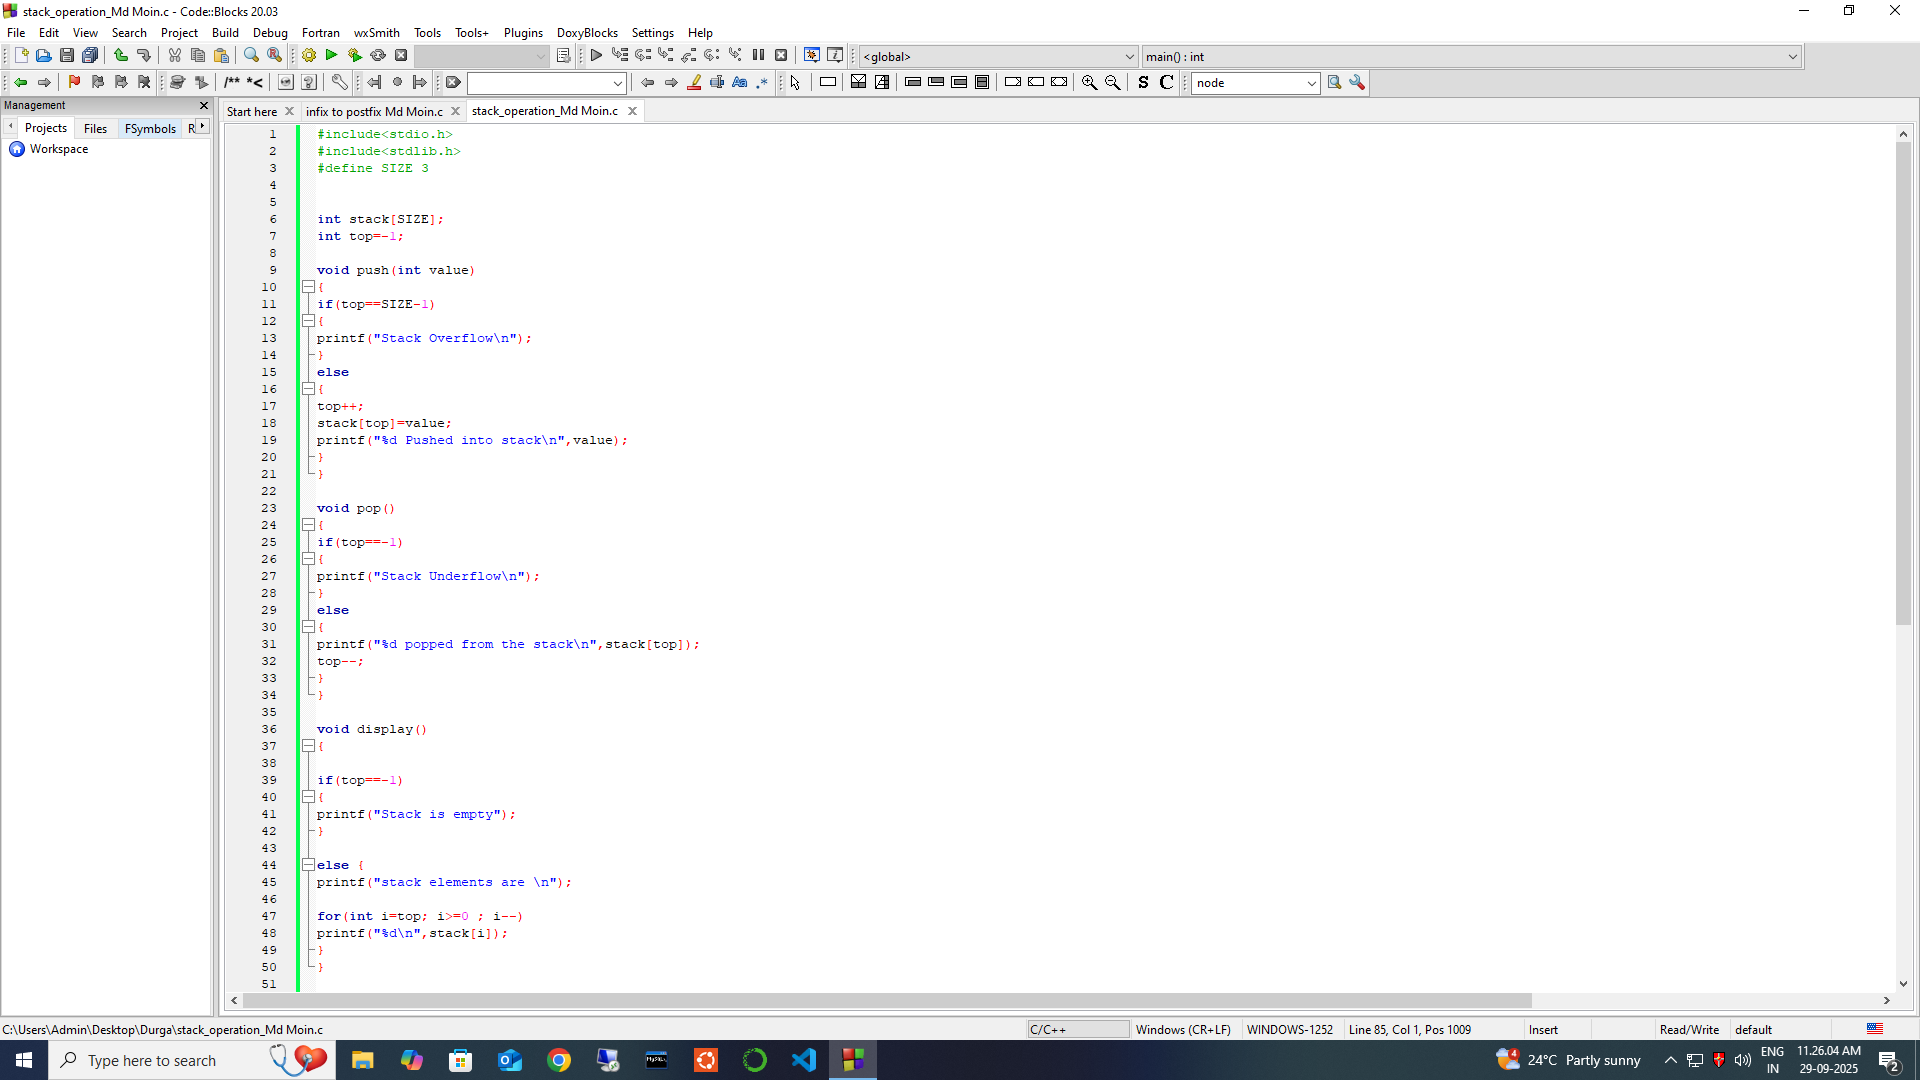 stack_operation_Md Moin.c - Code::Blocks 20.03
File Edit View Search Project Build Debug Fortran wxSmith Tools Tools+ Plugins DoxyBlocks Settings Help
<global> main() : int
/** *< Aa .* S C node
Management
Projects Files FSymbols R
Workspace
Start here infix to postfix Md Moin.c stack_operation_Md Moin.c
1 #include<stdio.h>
2 #include<stdlib.h>
3 #define SIZE 3
4
5
6 int stack[SIZE];
7 int top=-1;
8
9 void push(int value)
10 {
11 if(top==SIZE-1)
12 {
13 printf("Stack Overflow\n");
14 }
15 else
16 {
17 top++;
18 stack[top]=value;
19 printf("%d Pushed into stack\n",value);
20 }
21 }
22
23 void pop()
24 {
25 if(top==-1)
26 {
27 printf("Stack Underflow\n");
28 }
29 else
30 {
31 printf("%d popped from the stack\n",stack[top]);
32 top--;
33 }
34 }
35
36 void display()
37 {
38
39 if(top==-1)
40 {
41 printf("Stack is empty");
42 }
43
44 else {
45 printf("stack elements are \n");
46
47 for(int i=top; i>=0 ; i--)
48 printf("%d\n",stack[i]);
49 }
50 }
51
C:\Users\Admin\Desktop\Durga\stack_operation_Md Moin.c C/C++ Windows (CR+LF) WINDOWS-1252 Line 85, Col 1, Pos 1009 Insert Read/Write default
Type here to search
4 24°C Partly sunny
ENG
IN
11.26.04 AM
29-09-2025
2